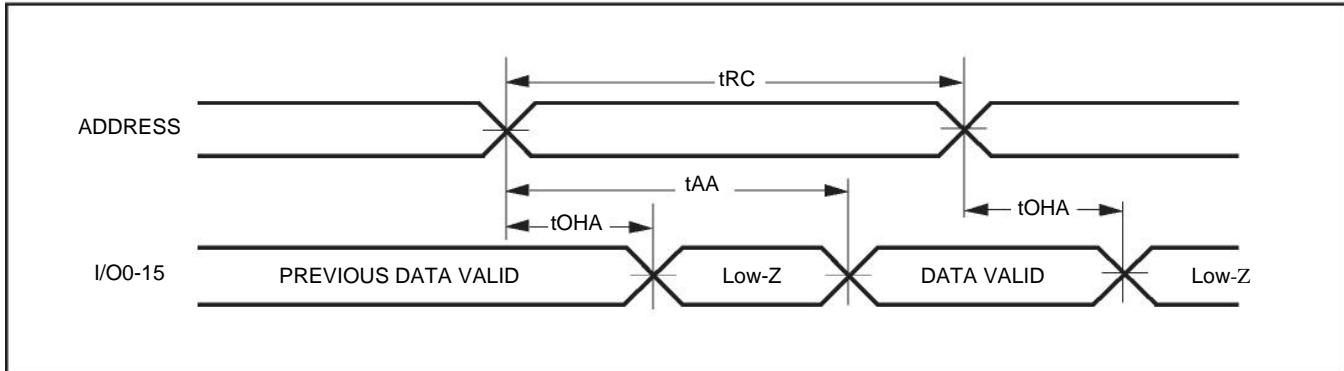 tRC
ADDRESS
tAA
tOHA
tOHA
I/O0-15
PREVIOUS DATA VALID
Low-Z
DATA VALID
Low-Z